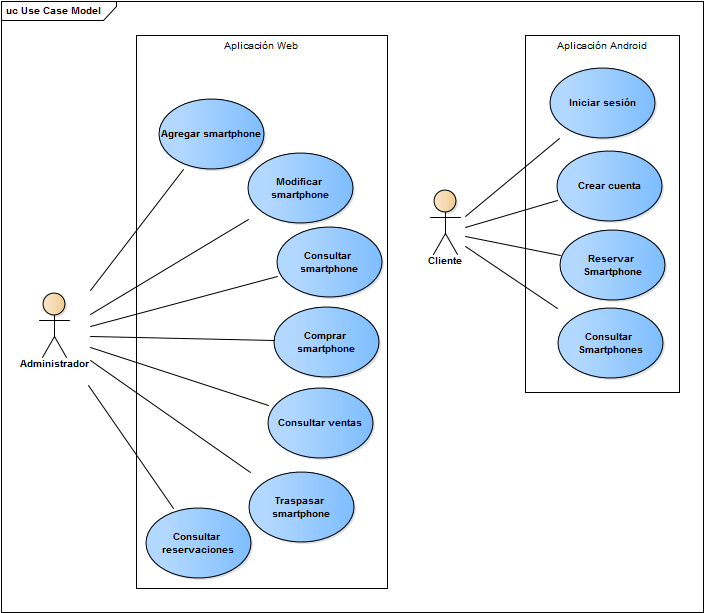 uc Use Case Model
Aplicación Web
Agregar smartphone
Modificar
smartphone
Consultar
smartphone
Comprar
smartphone
Consultar ventas
Traspasar
smartphone
Consultar
reservaciones
Administrador
Aplicación Android
Iniciar sesión
Crear cuenta
Reservar
Smartphone
Consultar
Smartphones
Cliente